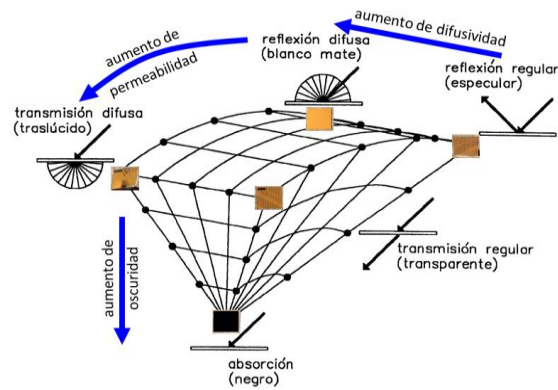 aumento de difusividad
aumento de
permeabilidad
reflexión difusa
(blanco mate)
reflexión regular
(especular)
transmisión difusa
(traslúcido)
transmisión regular
(transparente)
aumento de
oscuridad
absorción
(negro)